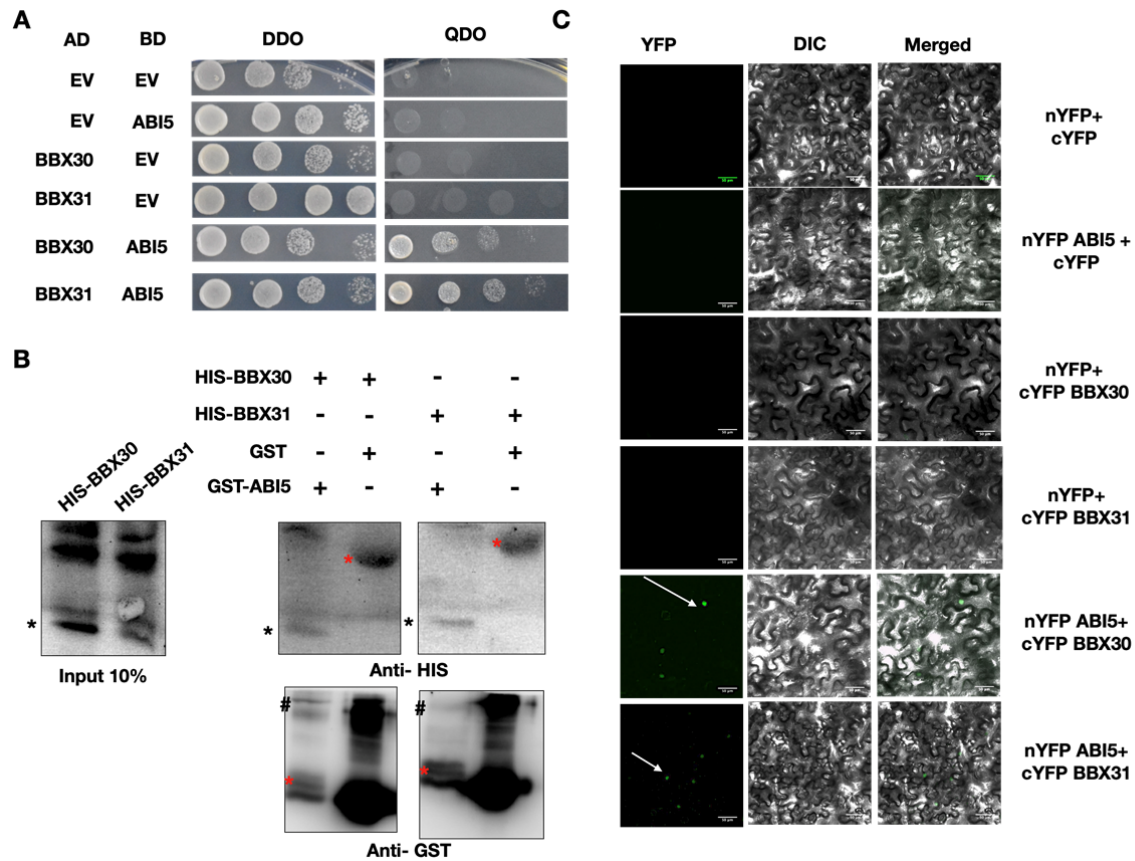 A
AD BD DDO QDO
EV EV
EV ABI5
BBX30 EV
BBX31 EV
BBX30 ABI5
BBX31 ABI5
B
HIS-BBX30 + + - -
HIS-BBX31 - - + +
GST - + - +
GST-ABI5 + - + -
HIS-BBX30
HIS-BBX31
*
Input 10%
* *
* *
Anti- HIS
# #
* *
Anti- GST
C
YFP DIC Merged
nYFP+
cYFP
nYFP ABI5 +
cYFP
nYFP+
cYFP BBX30
nYFP+
cYFP BBX31
nYFP ABI5+
cYFP BBX30
nYFP ABI5+
cYFP BBX31